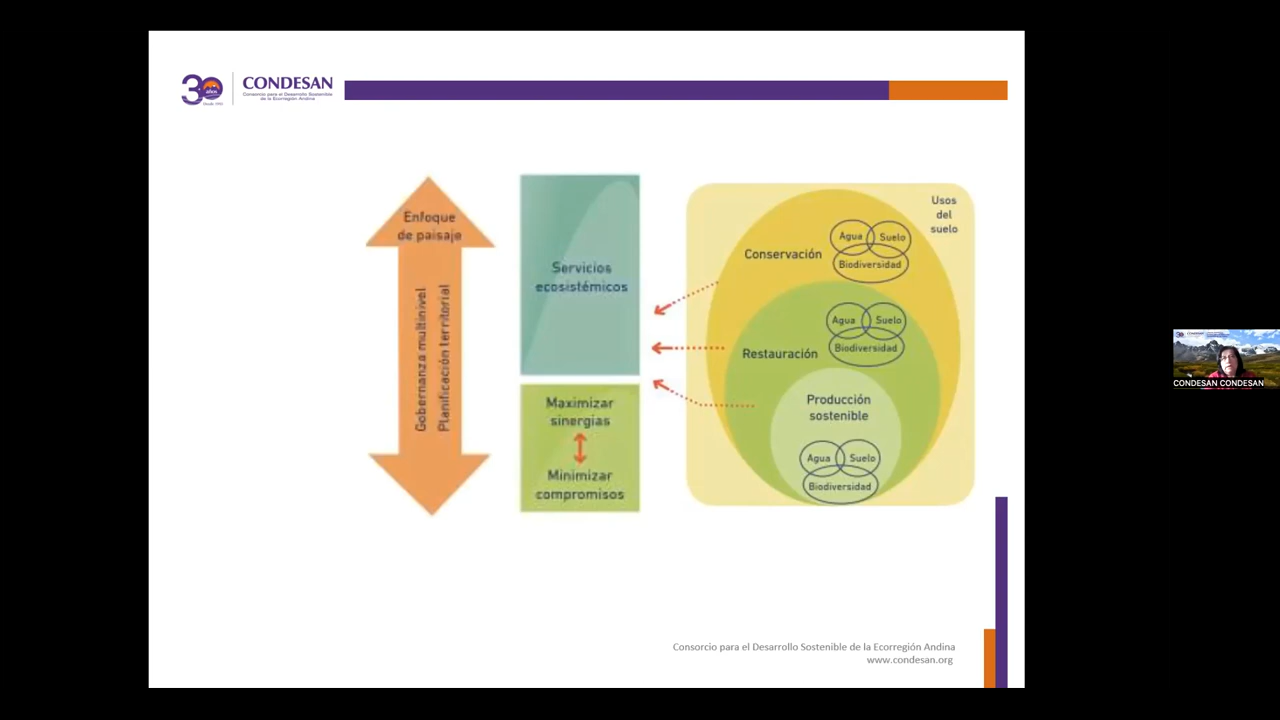 30
años
Desde 1993
CONDESAN
Consorcio para el Desarrollo Sostenible
de la Ecorregión Andina
Enfoque
de paisaje
Gobernanza multinivel
Planificación territorial
Servicios
ecosistémicos
Maximizar
sinergias
Minimizar
compromisos
Usos
del
suelo
Conservación
Agua
Suelo
Biodiversidad
Restauración
Agua
Suelo
Biodiversidad
Producción
sostenible
Agua
Suelo
Biodiversidad
CONDESAN CONDESAN
Consorcio para el Desarrollo Sostenible de la Ecorregión Andina
www.condesan.org